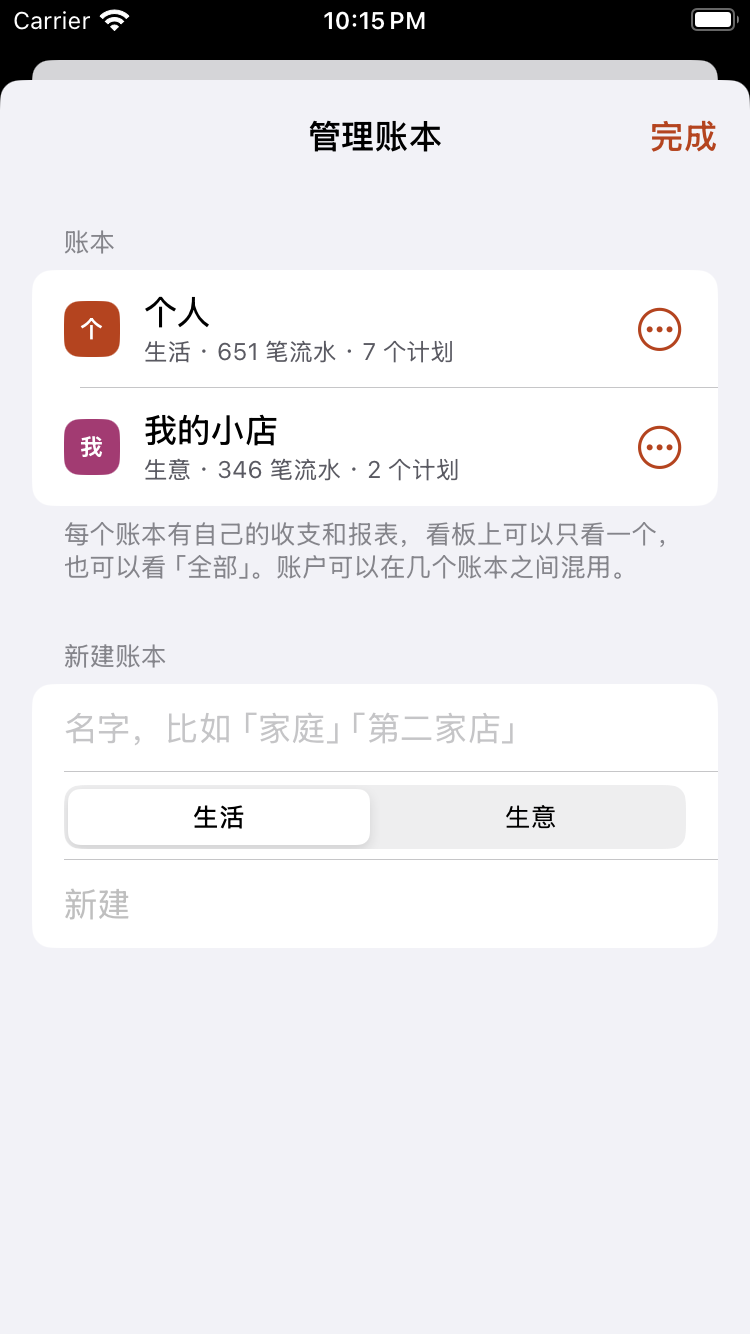 Carrier 10:15 PM
管理账本 完成
账本
个 个人
生活 · 651 笔流水 · 7 个计划
我 我的小店
生意 · 346 笔流水 · 2 个计划
每个账本有自己的收支和报表，看板上可以只看一个，
也可以看「全部」。账户可以在几个账本之间混用。
新建账本
名字，比如「家庭」「第二家店」
生活 生意
新建